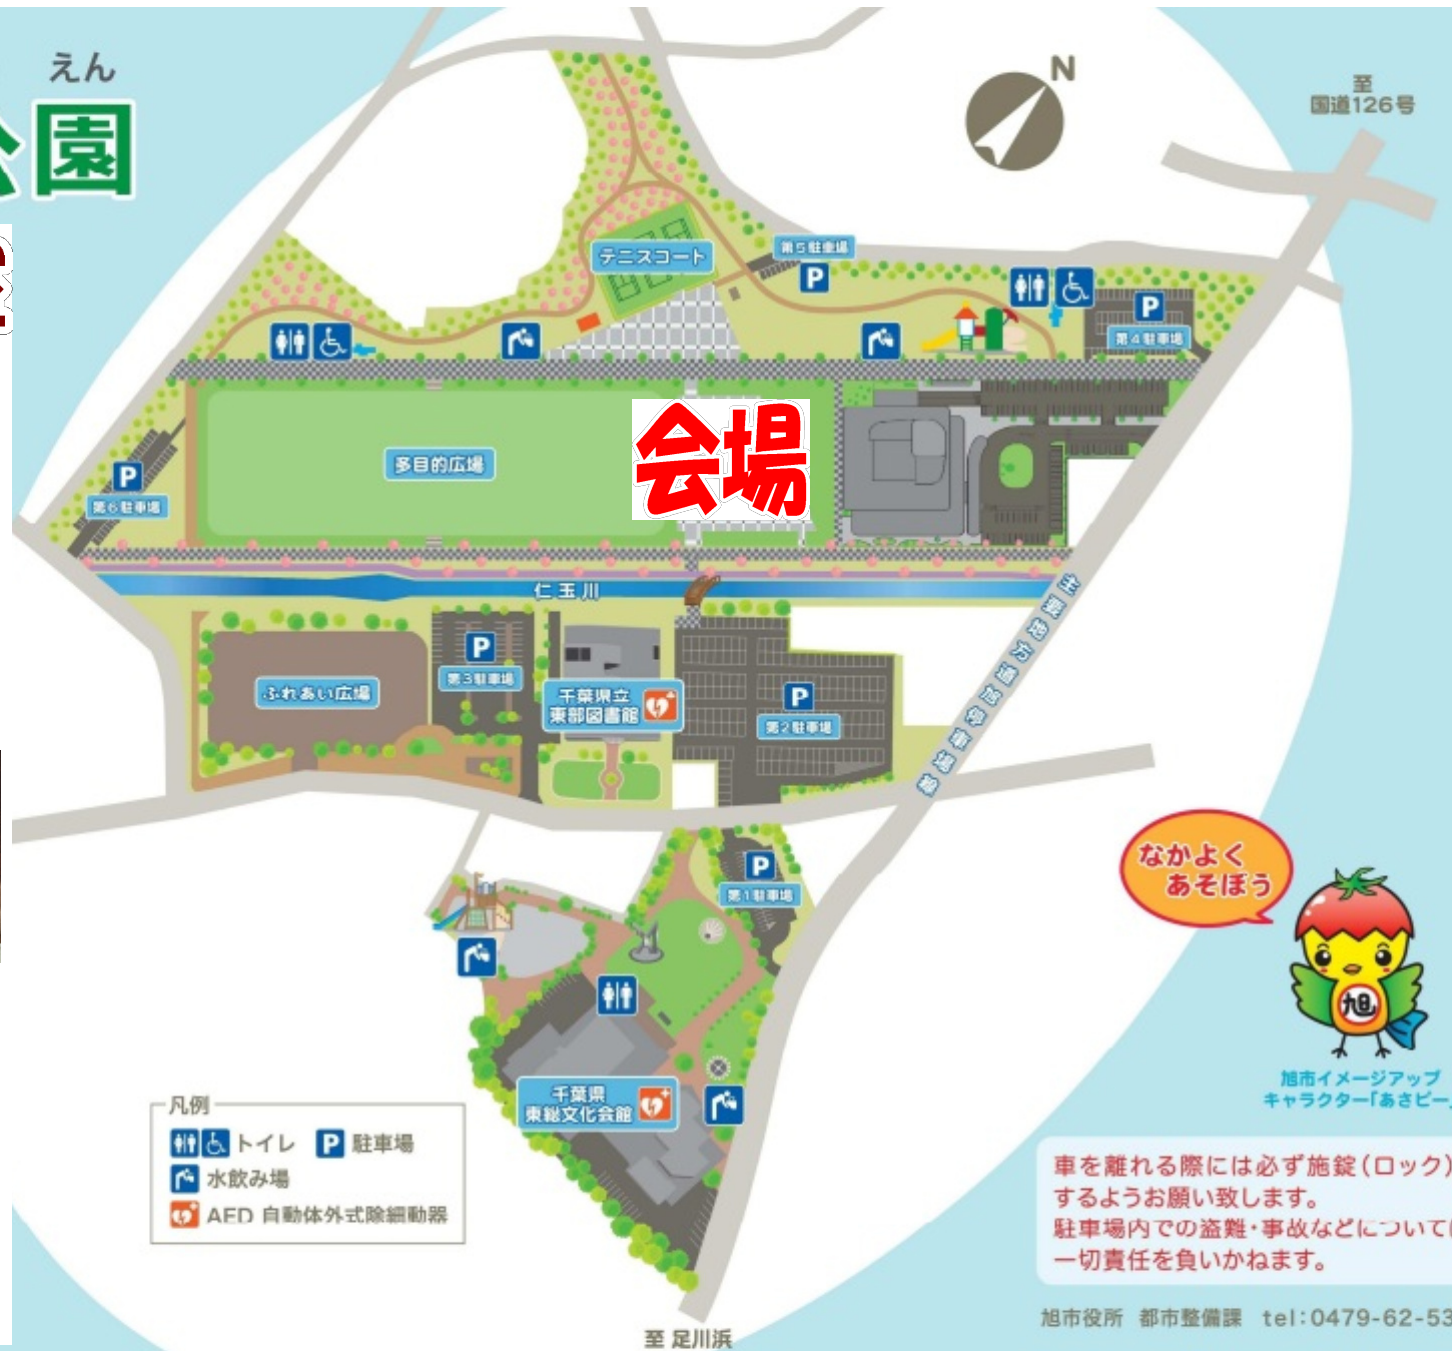 えん
公園
N
至
国道126号
テニスコート
第5駐車場
P
P
第4駐車場
会場
多目的広場
P
第6駐車場
仁玉川
P
第3駐車場
ふれあい広場
千葉県立
東部図書館
P
第2駐車場
P
第1駐車場
なかよく
あそぼう
旭
旭市イメージアップ
キャラクター「あさピー」
千葉県
東総文化会館
凡例
トイレ P 駐車場
水飲み場
AED 自動体外式除細動器
車を離れる際には必ず施錠(ロック)
するようお願い致します。
駐車場内での盗難・事故などについては
一切責任を負いかねます。
旭市役所 都市整備課 tel:0479-62-53
至 足川浜